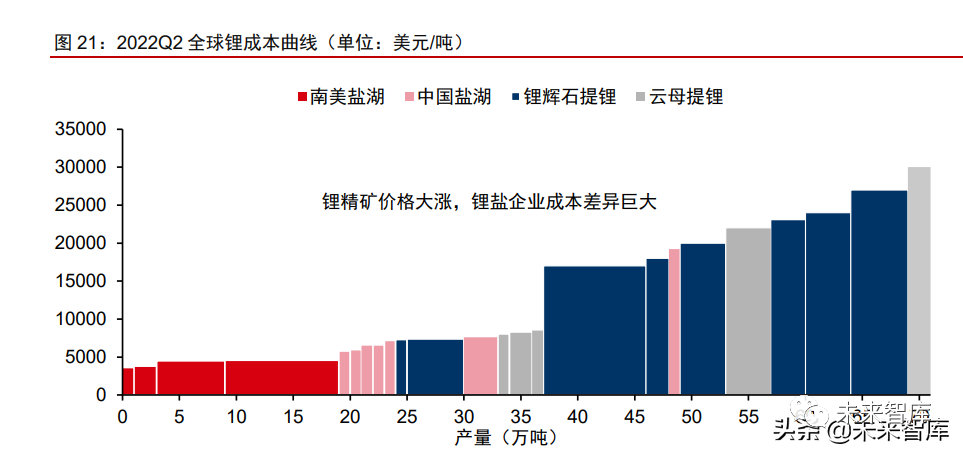 图 21：2022Q2 全球锂成本曲线（单位：美元/吨）
南美盐湖 中国盐湖 锂辉石提锂 云母提锂
35000
30000
25000
20000
15000
10000
5000
0
锂精矿价格大涨，锂盐企业成本差异巨大
0 5 10 15 20 25 30 35 40 45 50 55
产量（万吨）
未来智库
头条 @未来智库